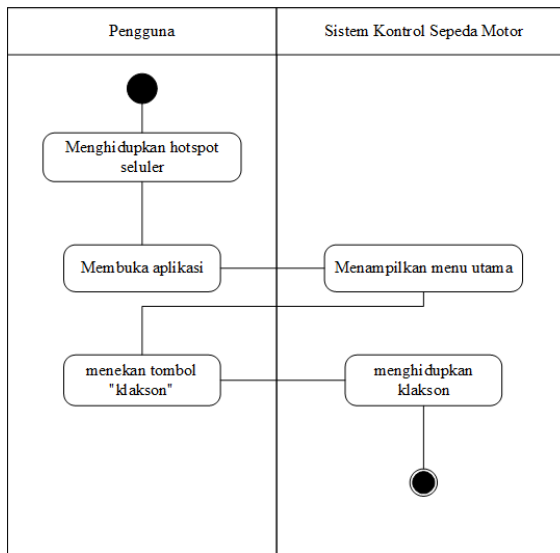 Pengguna
Sistem Kontrol Sepeda Motor
Menghidupkan hotspot
seluler
Membuka aplikasi
Menampilkan menu utama
menekan tombol
"klakson"
menghidupkan
klakson